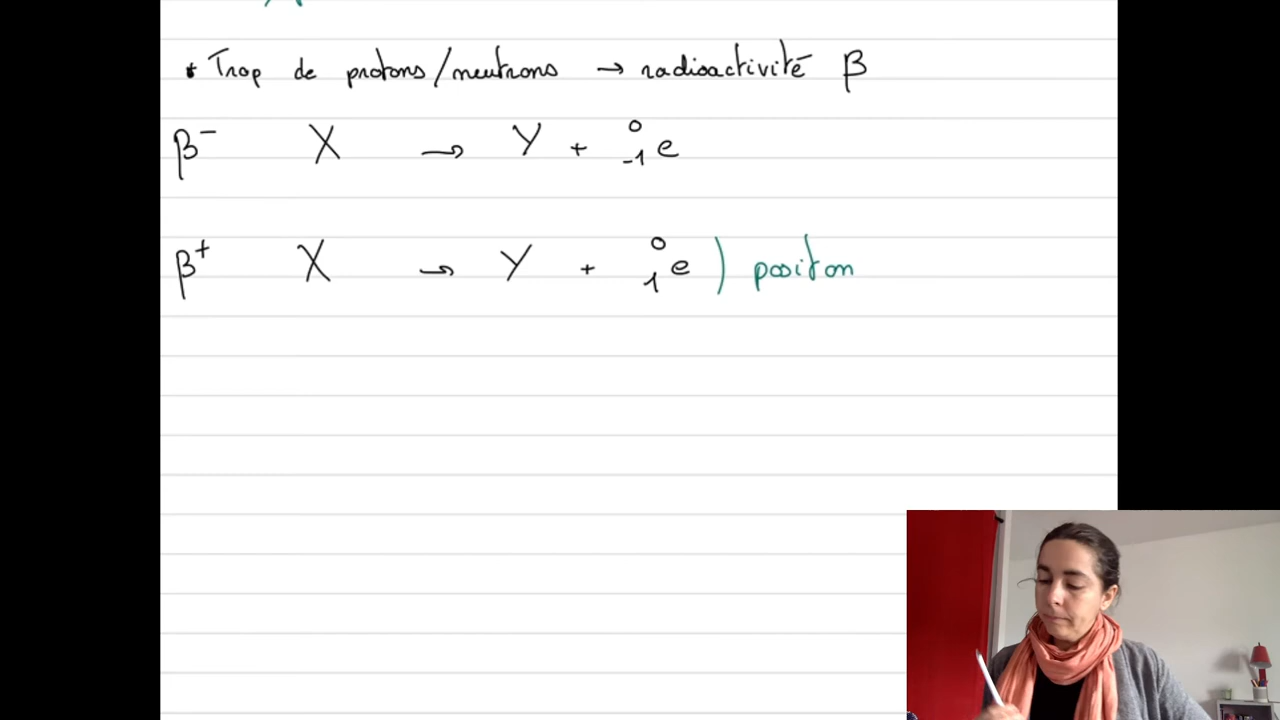 * Trop de protons/neutrons → radioactivité β
β⁻ X → Y + ⁰₋₁e
β⁺ X → Y + ⁰₁e ) positon